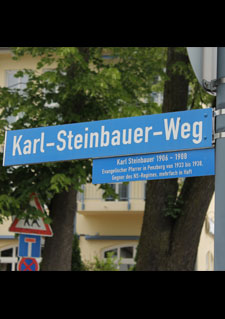 Karl-Steinbauer-Weg
Karl Steinbauer 1906 - 1988
Evangelischer Pfarrer in Penzberg von 1933 bis 1938.
Gegner des NS-Regimes, mehrfach in Haft